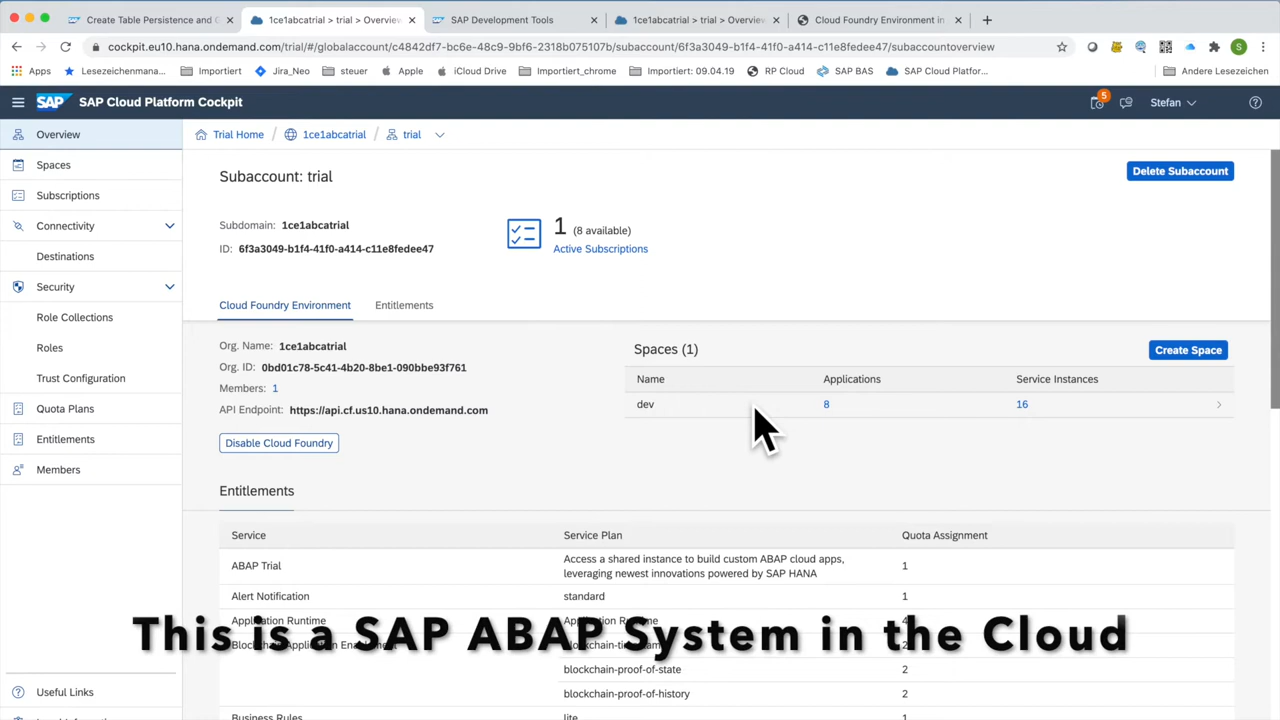 Create Table Persistence and G
1ce1abcatrial > trial > Overview
SAP Development Tools
1ce1abcatrial > trial > Overview
Cloud Foundry Environment in
cockpit.eu10.hana.ondemand.com/trial/#/globalaccount/c4842df7-bc6e-48c9-9bf6-2318b075107b/subaccount/6f3a3049-b1f4-41f0-a414-c11e8fedee47/subaccountoverview
S
Apps
Lesezeichenmana...
Importiert
Jira_Neo
steuer
Apple
iCloud Drive
Importiert_chrome
Importiert: 09.04.19
RP Cloud
SAP BAS
SAP Cloud Platfor...
Andere Lesezeichen
SAP
SAP Cloud Platform Cockpit
5
Stefan
Overview
Spaces
Subscriptions
Connectivity
Destinations
Security
Role Collections
Roles
Trust Configuration
Quota Plans
Entitlements
Members
Useful Links
Trial Home / 1ce1abcatrial / trial
Subaccount: trial
Delete Subaccount
Subdomain: 1ce1abcatrial
ID: 6f3a3049-b1f4-41f0-a414-c11e8fedee47
1 (8 available)
Active Subscriptions
Cloud Foundry Environment
Entitlements
Org. Name: 1ce1abcatrial
Org. ID: 0bd01c78-5c41-4b20-8be1-090bbe93f761
Members: 1
API Endpoint: https://api.cf.us10.hana.ondemand.com
Disable Cloud Foundry
Spaces (1)
Create Space
Name Applications Service Instances
dev 8 16
Entitlements
Service Service Plan Quota Assignment
ABAP Trial
Access a shared instance to build custom ABAP cloud apps,
leveraging newest innovations powered by SAP HANA
1
Alert Notification standard 1
Application Runtime
This is a SAP ABAP System in the Cloud
blockchain-proof-of-state 2
blockchain-proof-of-history 2
Business Rules lite 1